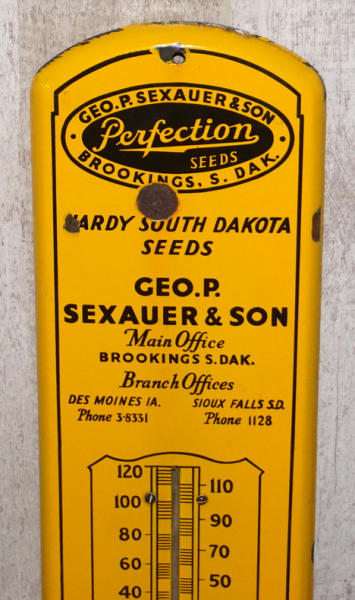 GEO. P. SEXAUER & SON
Perfection
SEEDS
BROOKINGS, S. DAK.
HARDY SOUTH DAKOTA
SEEDS
GEO. P.
SEXAUER & SON
Main Office
BROOKINGS S. DAK.
Branch Offices
DES MOINES IA. SIOUX FALLS S.D.
Phone 3-8331 Phone 1128
120
110
100
90
80
70
60
50
40